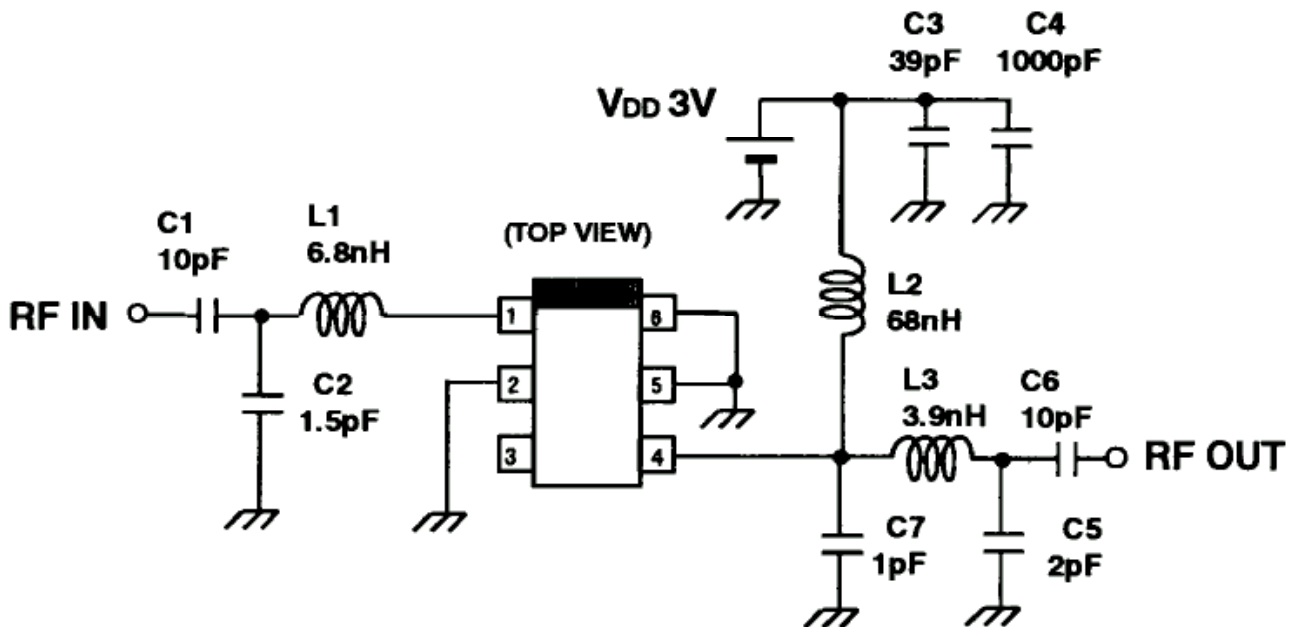 C3
39pF
C4
1000pF
VDD 3V
C1
10pF
L1
6.8nH
(TOP VIEW)
RF IN
1
6
L2
68nH
C2
1.5pF
2
5
L3
3.9nH
C6
10pF
3
4
RF OUT
C7
1pF
C5
2pF